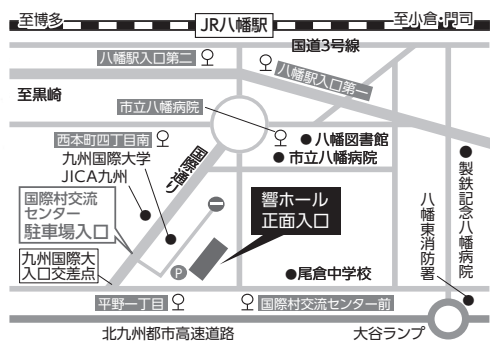 至博多
JR八幡駅
至小倉・門司
国道3号線
八幡駅入口第二
八幡駅入口第一
至黒崎
市立八幡病院
西本町四丁目南
国際通り
八幡図書館
市立八幡病院
九州国際大学
JICA九州
国際村交流
センター
駐車場入口
響ホール
正面入口
製鉄記念八幡病院
八幡東消防署
九州国際大
入口交差点
P
尾倉中学校
平野一丁目
国際村交流センター前
北九州都市高速道路
大谷ランプ